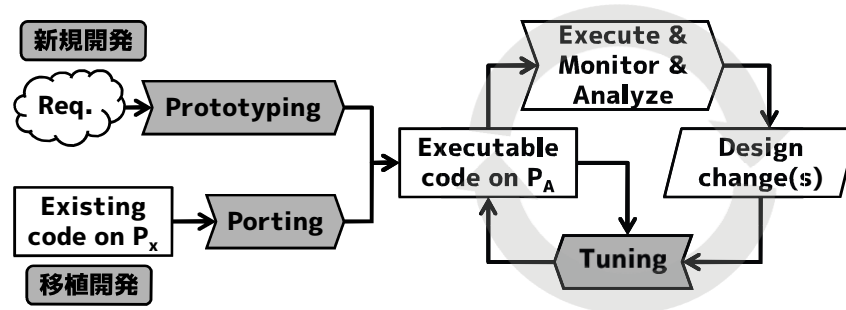 新規開発
Req.
Prototyping
Existing
code on Px
Porting
移植開発
Executable
code on PA
Execute &
Monitor &
Analyze
Design
change(s)
Tuning